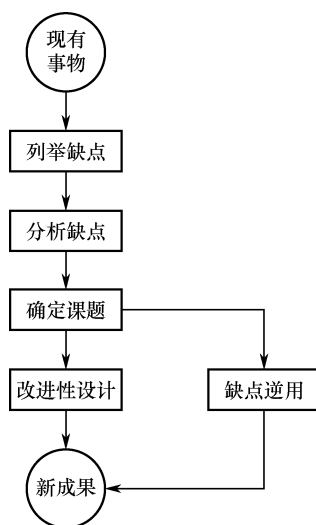 现有
事物
列举缺点
分析缺点
确定课题
改进性设计
缺点逆用
新成果